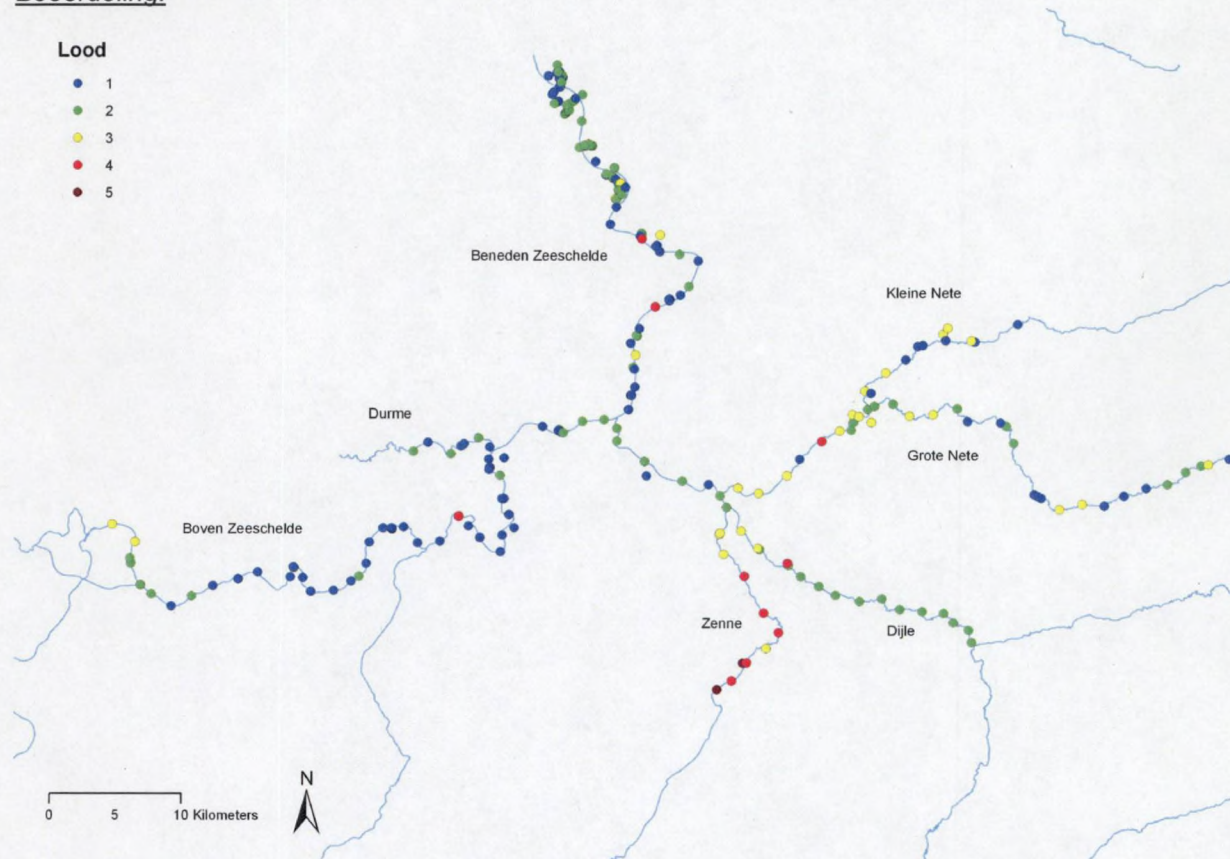 Beoordeling:
Lood
1
2
3
4
5
Beneden Zeeschelde
Kleine Nete
Durme
Grote Nete
Boven Zeeschelde
Zenne
Dijle
N
0 5 10 Kilometers